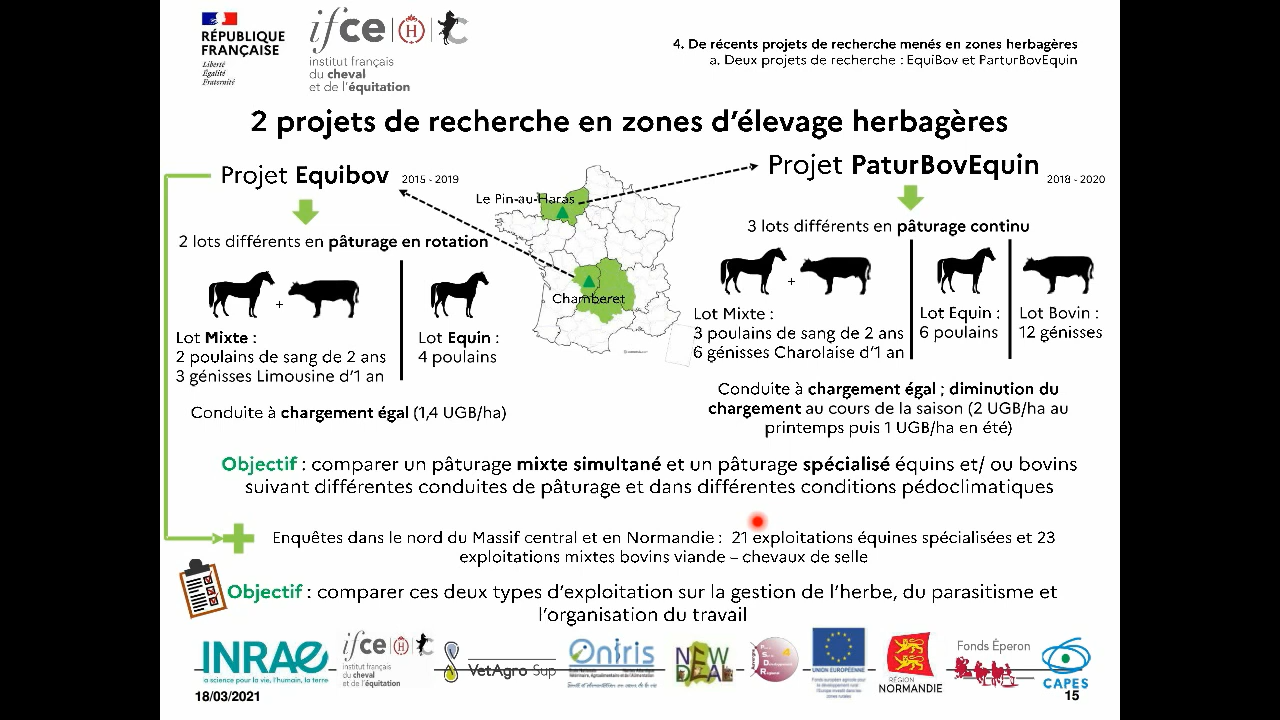 RÉPUBLIQUE
FRANÇAISE
Liberté
Égalité
Fraternité
ifce
institut français
du cheval
et de l'équitation
4. De récents projets de recherche menés en zones herbagères
a. Deux projets de recherche : EquiBov et ParturBovEquin
2 projets de recherche en zones d'élevage herbagères
Projet Equibov 2015 - 2019
2 lots différents en pâturage en rotation
+
Lot Mixte :
2 poulains de sang de 2 ans
3 génisses Limousine d'1 an
Lot Equin :
4 poulains
Conduite à chargement égal (1,4 UGB/ha)
Le Pin-au-Haras
Chamberet
Projet PaturBovEquin 2018 - 2020
3 lots différents en pâturage continu
+
Lot Mixte :
3 poulains de sang de 2 ans
6 génisses Charolaise d'1 an
Lot Equin :
6 poulains
Lot Bovin :
12 génisses
Conduite à chargement égal ; diminution du
chargement au cours de la saison (2 UGB/ha au
printemps puis 1 UGB/ha en été)
Objectif : comparer un pâturage mixte simultané et un pâturage spécialisé équins et/ ou bovins
suivant différentes conduites de pâturage et dans différentes conditions pédoclimatiques
Enquêtes dans le nord du Massif central et en Normandie : 21 exploitations équines spécialisées et 23
exploitations mixtes bovins viande – chevaux de selle
Objectif : comparer ces deux types d'exploitation sur la gestion de l'herbe, du parasitisme et
l'organisation du travail
INRAE
la science pour la vie, l'humain, la terre
ifce
institut français
du cheval
et de l'équitation
VetAgro Sup
Oniris
NEW
DEAL
UNION EUROPÉENNE
RÉGION
NORMANDIE
Fonds Éperon
CAPES
18/03/2021
15